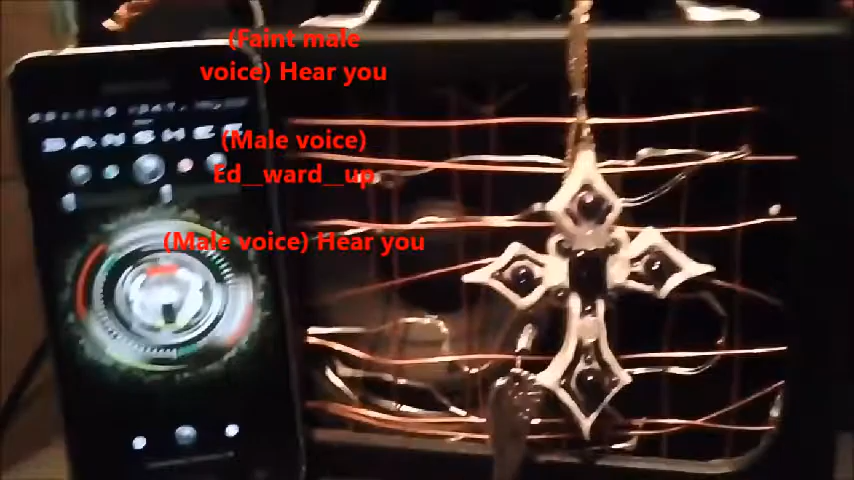 (Faint male
voice) Hear you
BANSHEE
(Male voice)
Ed__ward__up
(Male voice) Hear you